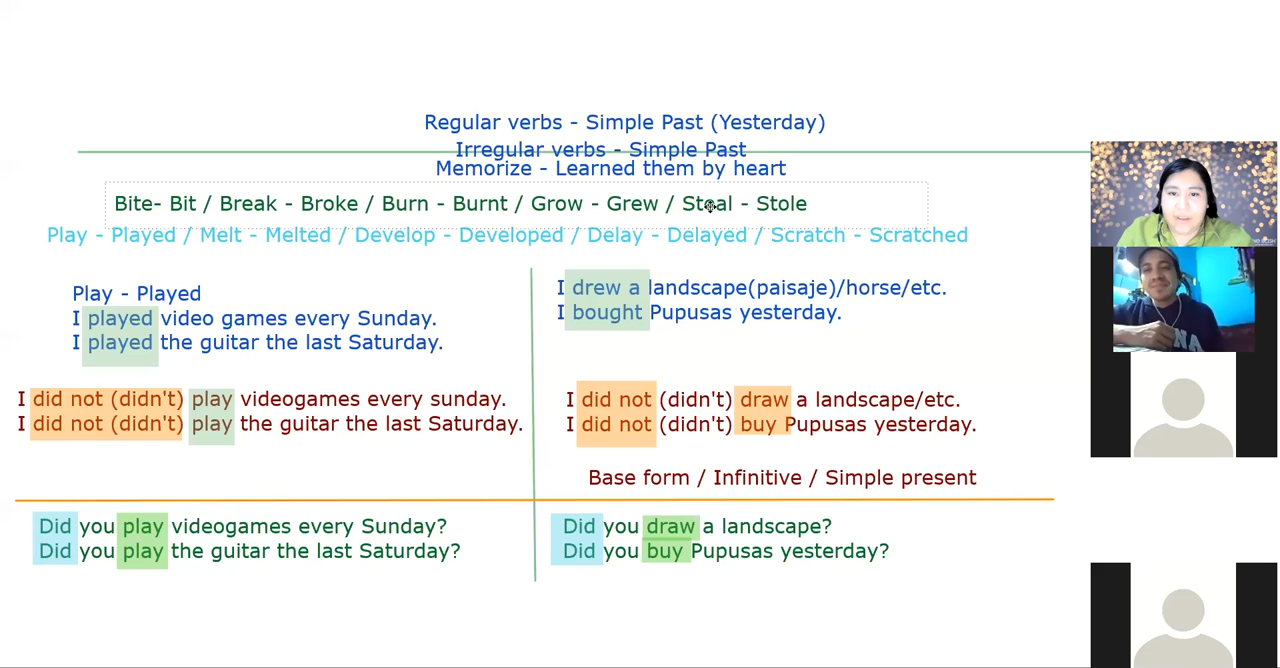 Regular verbs - Simple Past (Yesterday)
Irregular verbs - Simple Past
Memorize - Learned them by heart
Bite- Bit / Break - Broke / Burn - Burnt / Grow - Grew / Steal - Stole
Play - Played / Melt - Melted / Develop - Developed / Delay - Delayed / Scratch - Scratched
Play - Played
I played video games every Sunday.
I played the guitar the last Saturday.
I drew a landscape(paisaje)/horse/etc.
I bought Pupusas yesterday.
I did not (didn't) play videogames every sunday.
I did not (didn't) play the guitar the last Saturday.
I did not (didn't) draw a landscape/etc.
I did not (didn't) buy Pupusas yesterday.
Base form / Infinitive / Simple present
Did you play videogames every Sunday?
Did you play the guitar the last Saturday?
Did you draw a landscape?
Did you buy Pupusas yesterday?